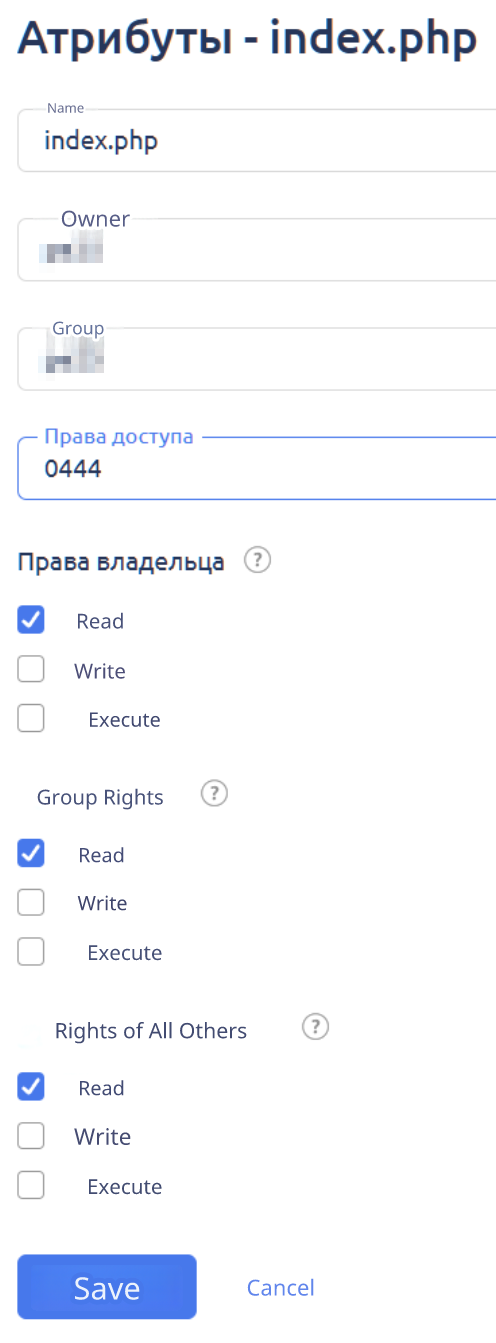 Атрибуты - index.php
Name
index.php
Owner
Group
Права доступа
0444
Права владельца ?
Read
Write
Execute
Group Rights ?
Read
Write
Execute
Rights of All Others ?
Read
Write
Execute
Save Cancel